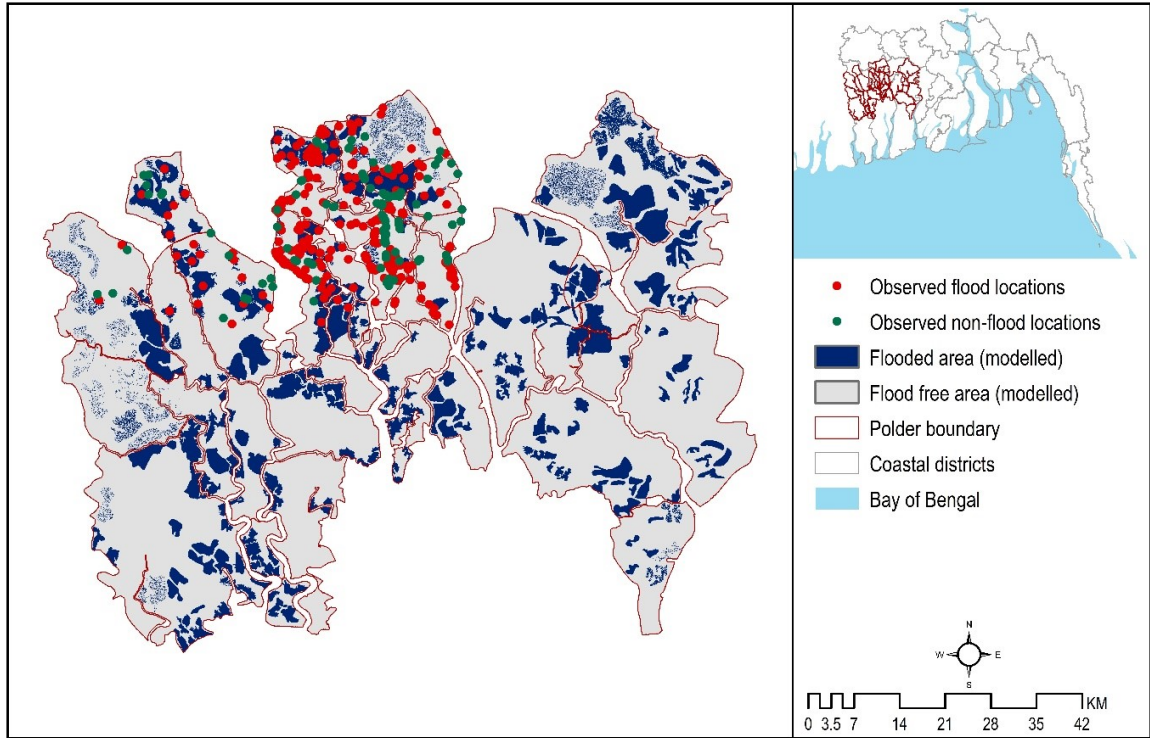 Observed flood locations
Observed non-flood locations
Flooded area (modelled)
Flood free area (modelled)
Polder boundary
Coastal districts
Bay of Bengal
N
W E
S
KM
0 3.5 7 14 21 28 35 42